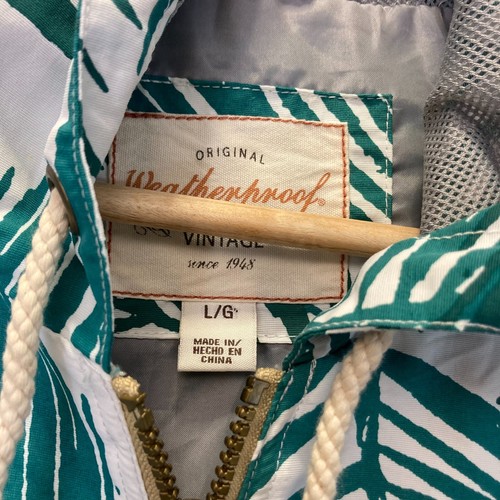 ORIGINAL
Weatherproof®
VINTAGE
since 1948
L/G
MADE IN/
HECHO EN
CHINA